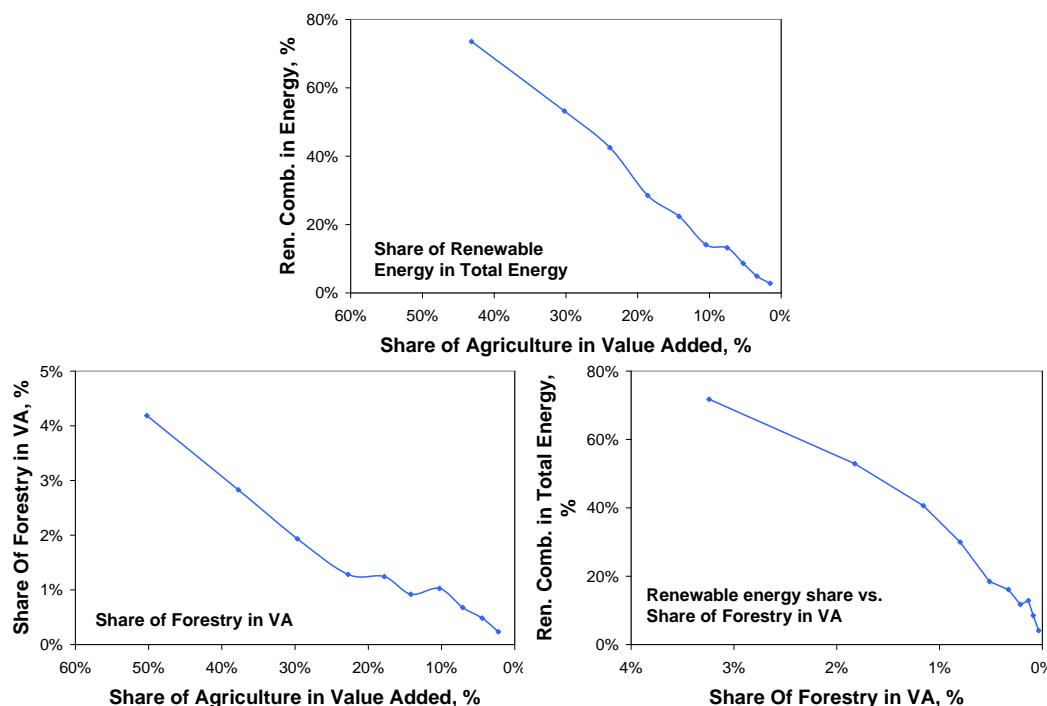 80%
60%
40%
20%
0%
Ren. Comb. in Energy, %
Share of Renewable
Energy in Total Energy
60% 50% 40% 30% 20% 10% 0%
Share of Agriculture in Value Added, %
5%
4%
3%
2%
1%
0%
Share Of Forestry in VA, %
Share of Forestry in VA
60% 50% 40% 30% 20% 10% 0%
Share of Agriculture in Value Added, %
80%
60%
40%
20%
0%
Ren. Comb. in Total Energy,
%
Renewable energy share vs.
Share of Forestry in VA
4% 3% 2% 1% 0%
Share Of Forestry in VA, %